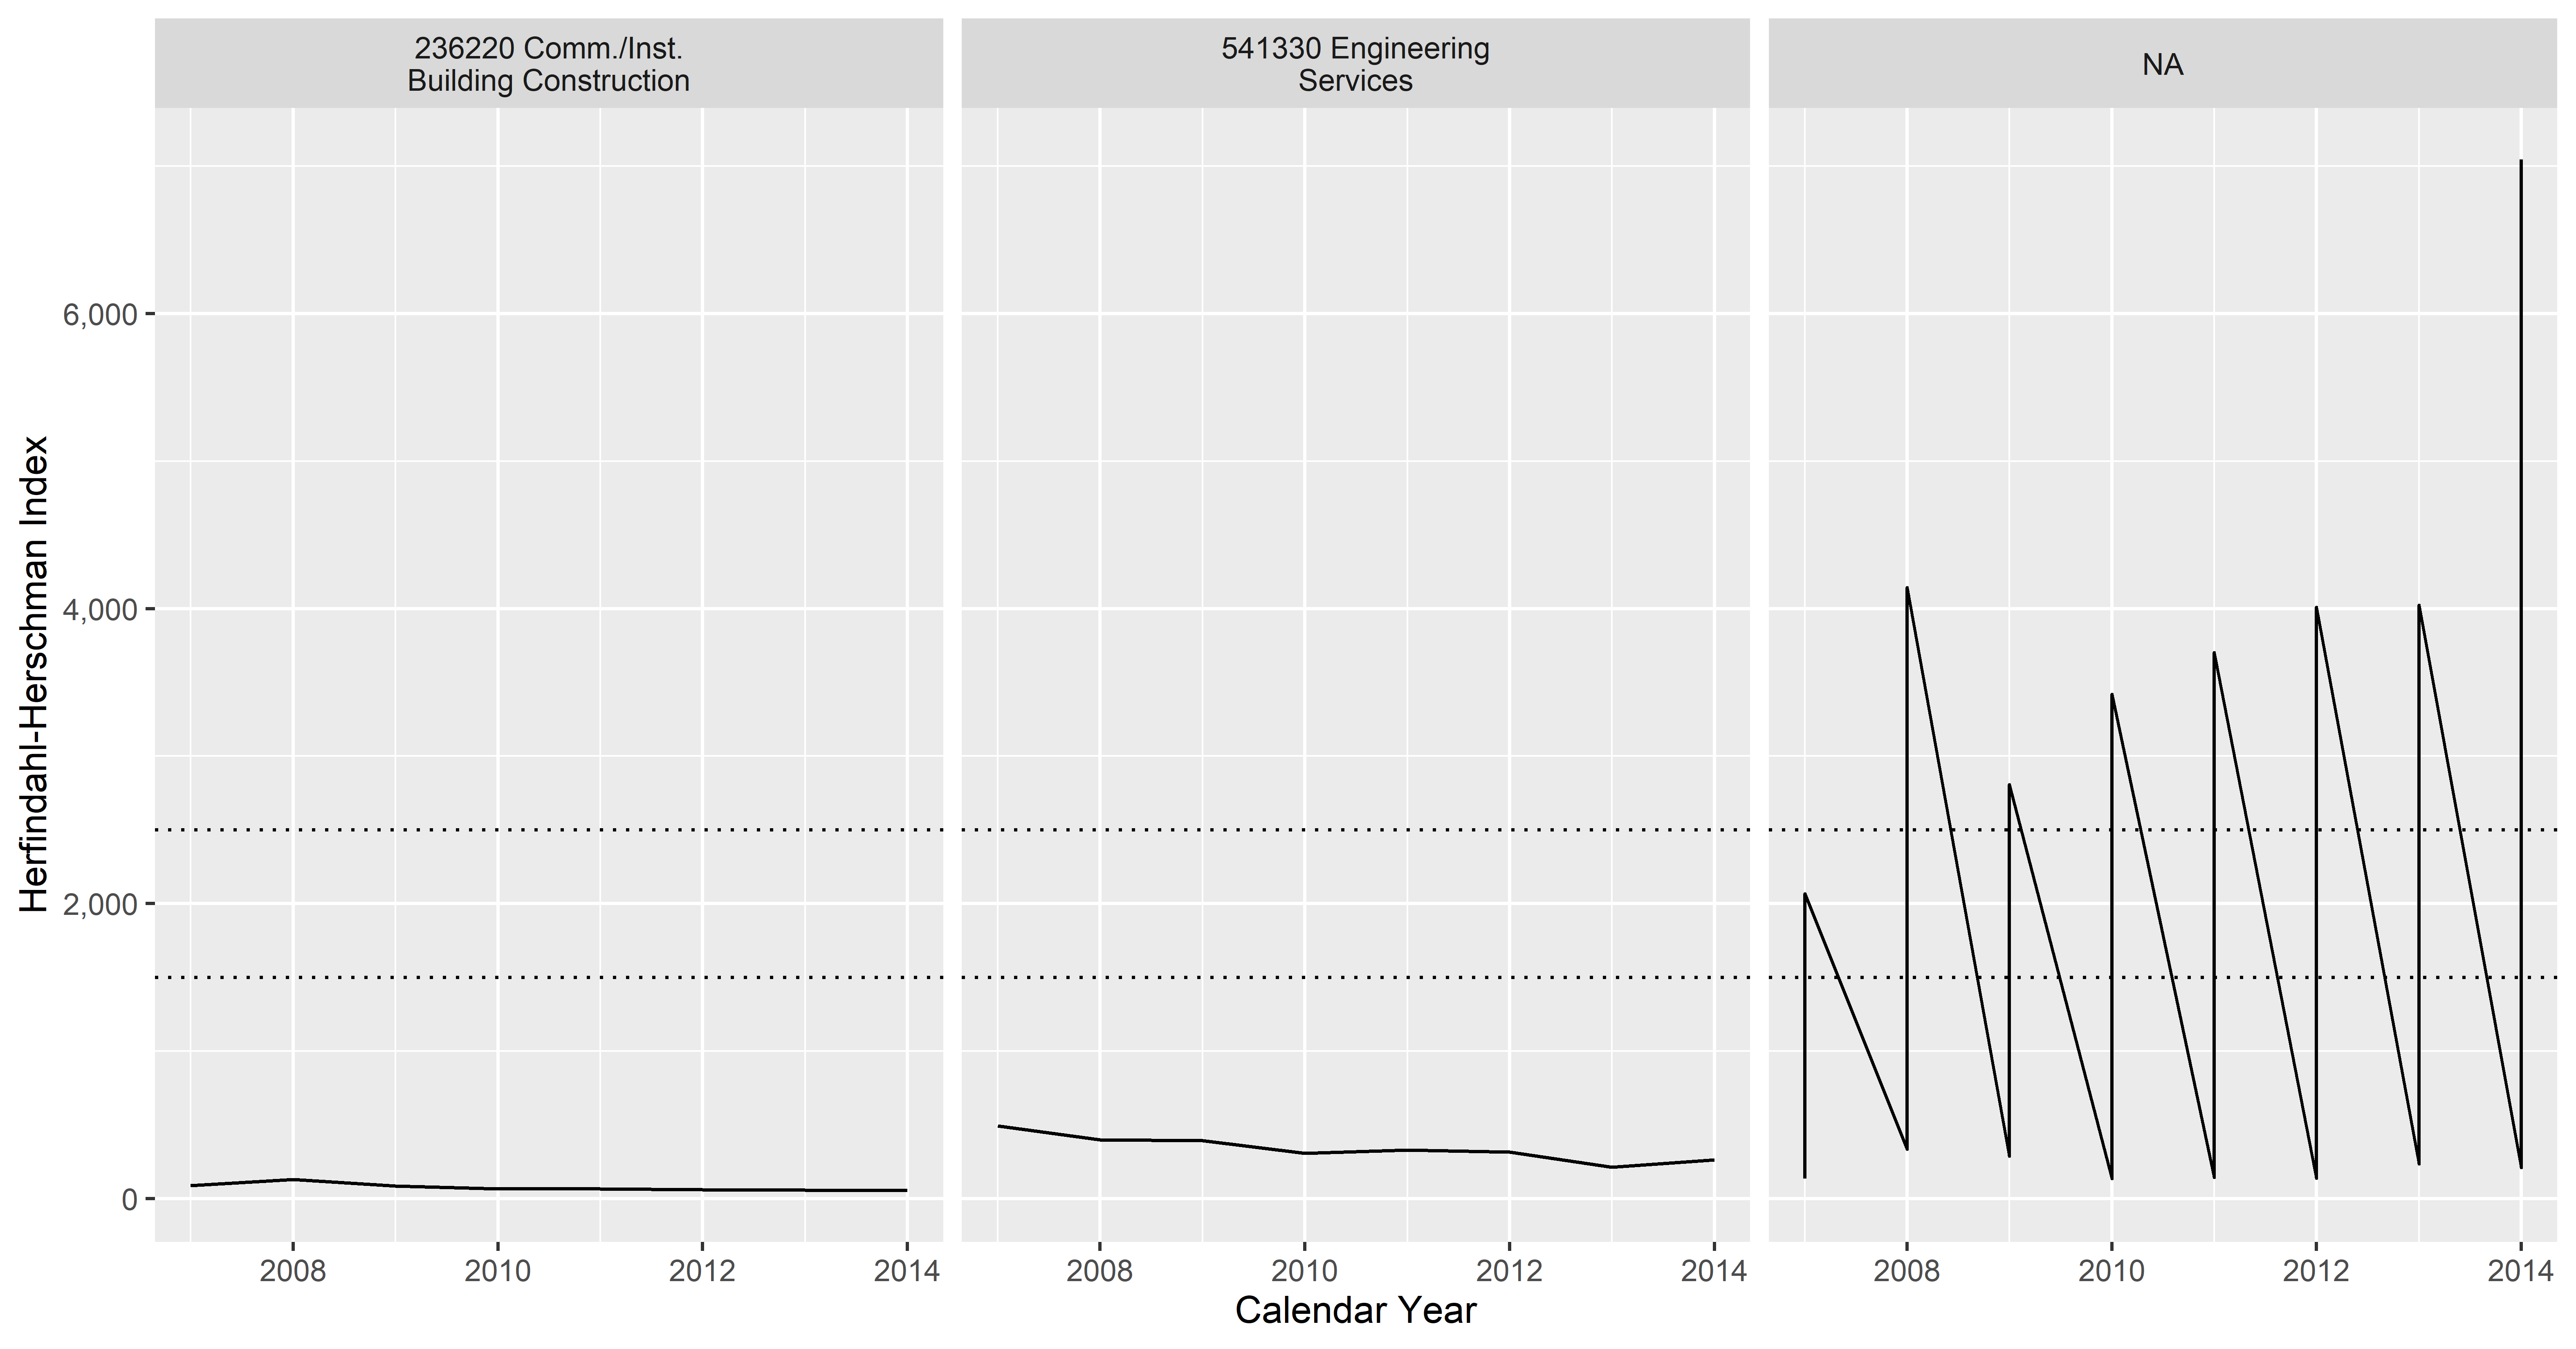 236220 Comm./Inst.
Building Construction
541330 Engineering
Services
NA
Herfindahl-Herschman Index
6,000
4,000
2,000
0
2008 2010 2012 2014
2008 2010 2012 2014
2008 2010 2012 2014
Calendar Year